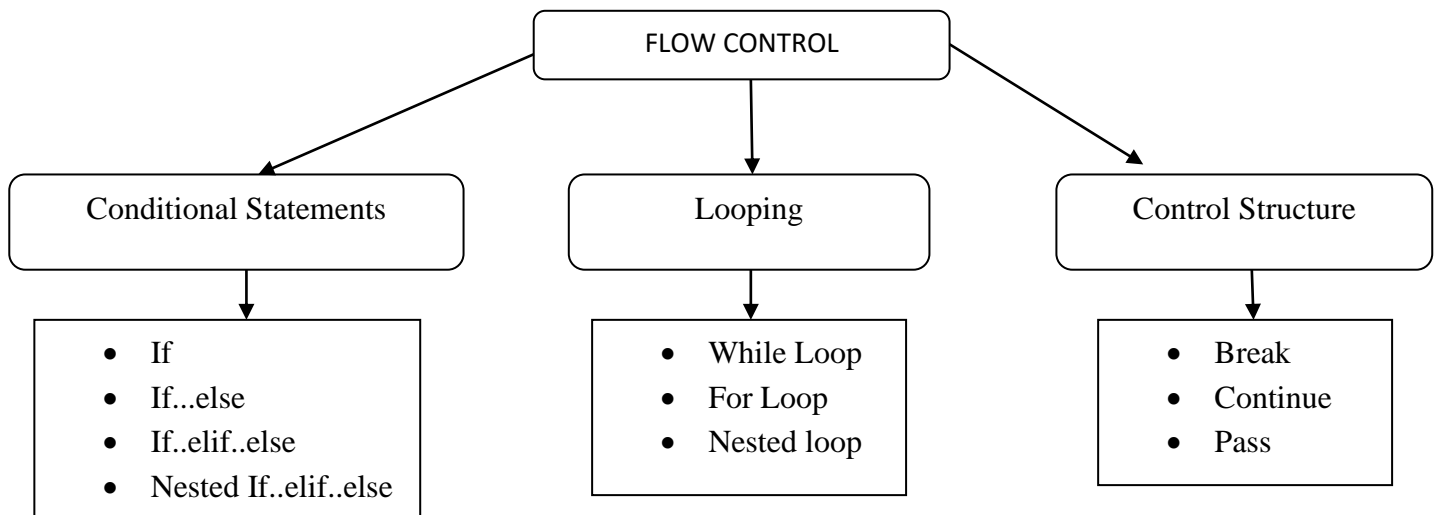 FLOW CONTROL
Conditional Statements
Looping
Control Structure
• If
• If...else
• If..elif..else
• Nested If..elif..else
• While Loop
• For Loop
• Nested loop
• Break
• Continue
• Pass